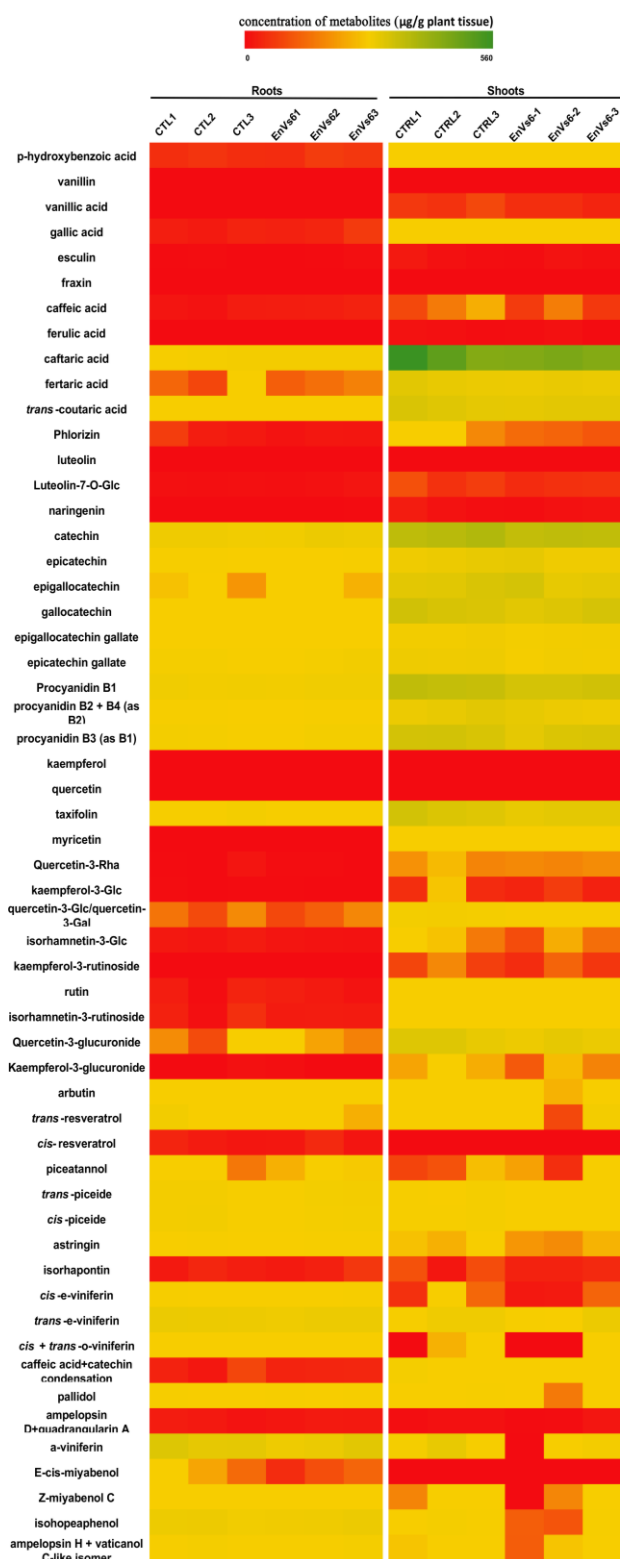 concentration of metabolites (µg/g plant tissue)
0 560
Roots Shoots
CTL1 CTL2 CTL3 EnVs61 EnVs62 EnVs63 CTRL1 CTRL2 CTRL3 EnVs6-1 EnVs6-2 EnVs6-3
p-hydroxybenzoic acid
vanillin
vanillic acid
gallic acid
esculin
fraxin
caffeic acid
ferulic acid
caftaric acid
fertaric acid
trans-coutaric acid
Phlorizin
luteolin
Luteolin-7-O-Glc
naringenin
catechin
epicatechin
epigallocatechin
gallocatechin
epigallocatechin gallate
epicatechin gallate
Procyanidin B1
procyanidin B2 + B4 (as
B2)
procyanidin B3 (as B1)
kaempferol
quercetin
taxifolin
myricetin
Quercetin-3-Rha
kaempferol-3-Glc
quercetin-3-Glc/quercetin-
3-Gal
isorhamnetin-3-Glc
kaempferol-3-rutinoside
rutin
isorhamnetin-3-rutinoside
Quercetin-3-glucuronide
Kaempferol-3-glucuronide
arbutin
trans-resveratrol
cis-resveratrol
piceatannol
trans-piceide
cis-piceide
astringin
isorhapontin
cis-e-viniferin
trans-e-viniferin
cis + trans-o-viniferin
caffeic acid+catechin
condensation
pallidol
ampelopsin
D+quadrangularin A
a-viniferin
E-cis-miyabenol
Z-miyabenol C
isohopeaphenol
ampelopsin H + vaticanol
C-like isomer